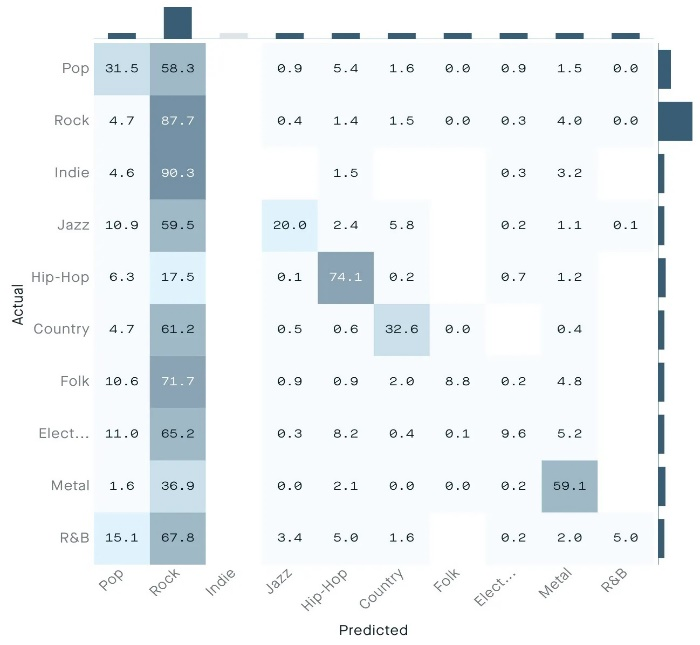 Pop 31.5 58.3 0.9 5.4 1.6 0.0 0.9 1.5 0.0
Rock 4.7 87.7 0.4 1.4 1.5 0.0 0.3 4.0 0.0
Indie 4.6 90.3 1.5 0.3 3.2
Jazz 10.9 59.5 20.0 2.4 5.8 0.2 1.1 0.1
Hip-Hop 6.3 17.5 0.1 74.1 0.2 0.7 1.2
Country 4.7 61.2 0.5 0.6 32.6 0.0 0.4
Folk 10.6 71.7 0.9 0.9 2.0 8.8 0.2 4.8
Elect... 11.0 65.2 0.3 8.2 0.4 0.1 9.6 5.2
Metal 1.6 36.9 0.0 2.1 0.0 0.0 0.2 59.1
R&B 15.1 67.8 3.4 5.0 1.6 0.2 2.0 5.0
Actual
Pop Rock Indie Jazz Hip-Hop Country Folk Elect... Metal R&B
Predicted